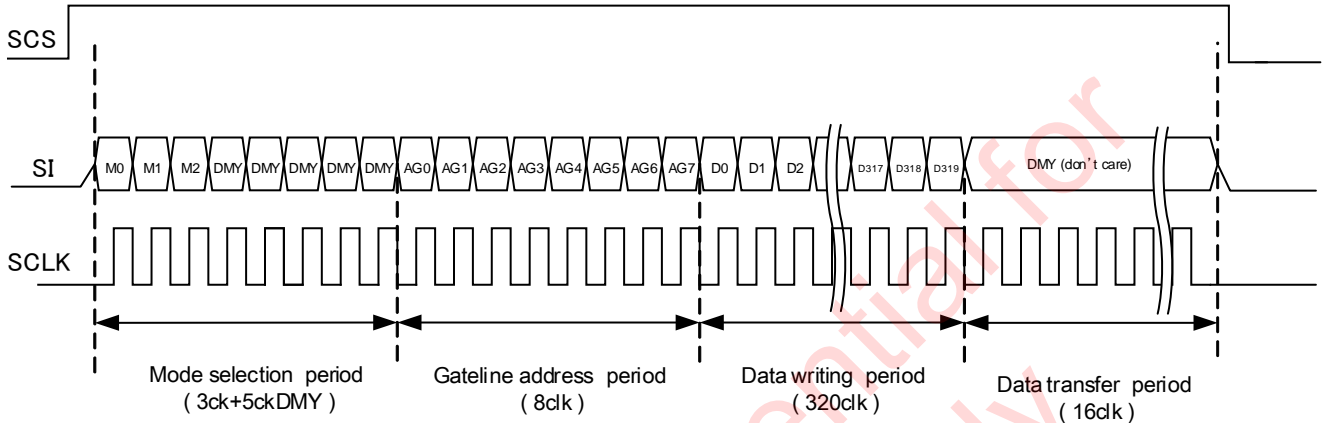 SCS
SI
M0 M1 M2 DMY DMY DMY DMY DMY AG0 AG1 AG2 AG3 AG4 AG5 AG6 AG7 D0 D1 D2 D317 D318 D319 DMY (don't care)
SCLK
Mode selection period
( 3ck+5ckDMY )
Gateline address period
( 8clk )
Data writing period
( 320clk )
Data transfer period
( 16clk )
ential for